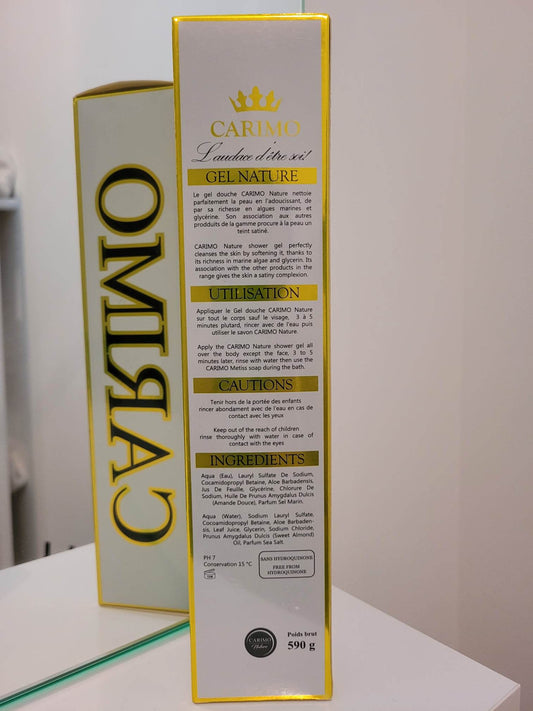 CARIMO
CARIMO
L'audace d'être soi!
GEL NATURE
Le gel douche CARIMO Nature nettoie
parfaitement la peau en l'adoucissant, de
par sa richesse en algues marines et
glycérine. Son association aux autres
prodduits de la gamme procure à la peau un
teint satiné.
CARIMO Nature shower gel perfectly
cleanses the skin by softening it, thanks to
its richness in marine algae and glycerin. Its
association with the other products in the
range gives the skin a satiny complexion.
UTILISATION
Appliquer le Gel douche CARIMO Nature
sur tout le corps sauf le visage, 3 à 5
minutes plutard, rincer avec de l'eau puis
utiliser le savon CARIMO Nature.
Apply the CARIMO Nature shower gel all
over the body except the face, 3 to 5
minutes later, rinse with water then use the
CARIMO Metiss soap during the bath.
CAUTIONS
Tenir hors de la portée des enfants
rincer abondament avec de l'eau en cas de
contact avec les yeux
Keep out of the reach of children
rinse thoroughly with water in case of
contact with the eyes
INGREDIENTS
Aqua (Eau), Lauryl Sulfate De Sodium,
Cocamidopropyl Betaine, Aloe Barbadensis,
Jus De Feuille, Glycérine, Chlorure De
Sodium, Huile De Prunus Amygdalus Dulcis
(Amande Douce), Parfum Sel Marin.
Aqua (Water), Sodium Lauryl Sulfate,
Cocoamidopropyl Betaine, Aloe Barbaden-
sis, Leaf Juice, Glycerin, Sodium Chloride,
Prunus Amygdalus Dulcis (Sweet Almond)
Oil, Parfum Sea Salt.
PH 7
Conservation 15 °C
SANS HYDROQUINONE
FREE FROM
HYDROQUINONE
CARIMO
Nature
Poids brut
590 g